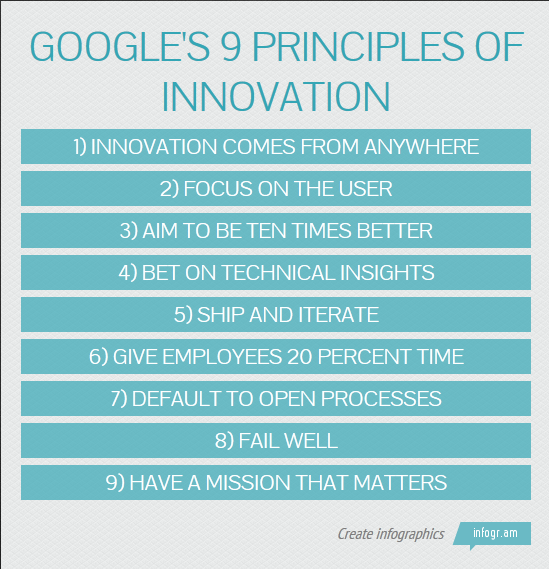 GOOGLE'S 9 PRINCIPLES OF
INNOVATION
1) INNOVATION COMES FROM ANYWHERE
2) FOCUS ON THE USER
3) AIM TO BE TEN TIMES BETTER
4) BET ON TECHNICAL INSIGHTS
5) SHIP AND ITERATE
6) GIVE EMPLOYEES 20 PERCENT TIME
7) DEFAULT TO OPEN PROCESSES
8) FAIL WELL
9) HAVE A MISSION THAT MATTERS
Create infographics infogr.am